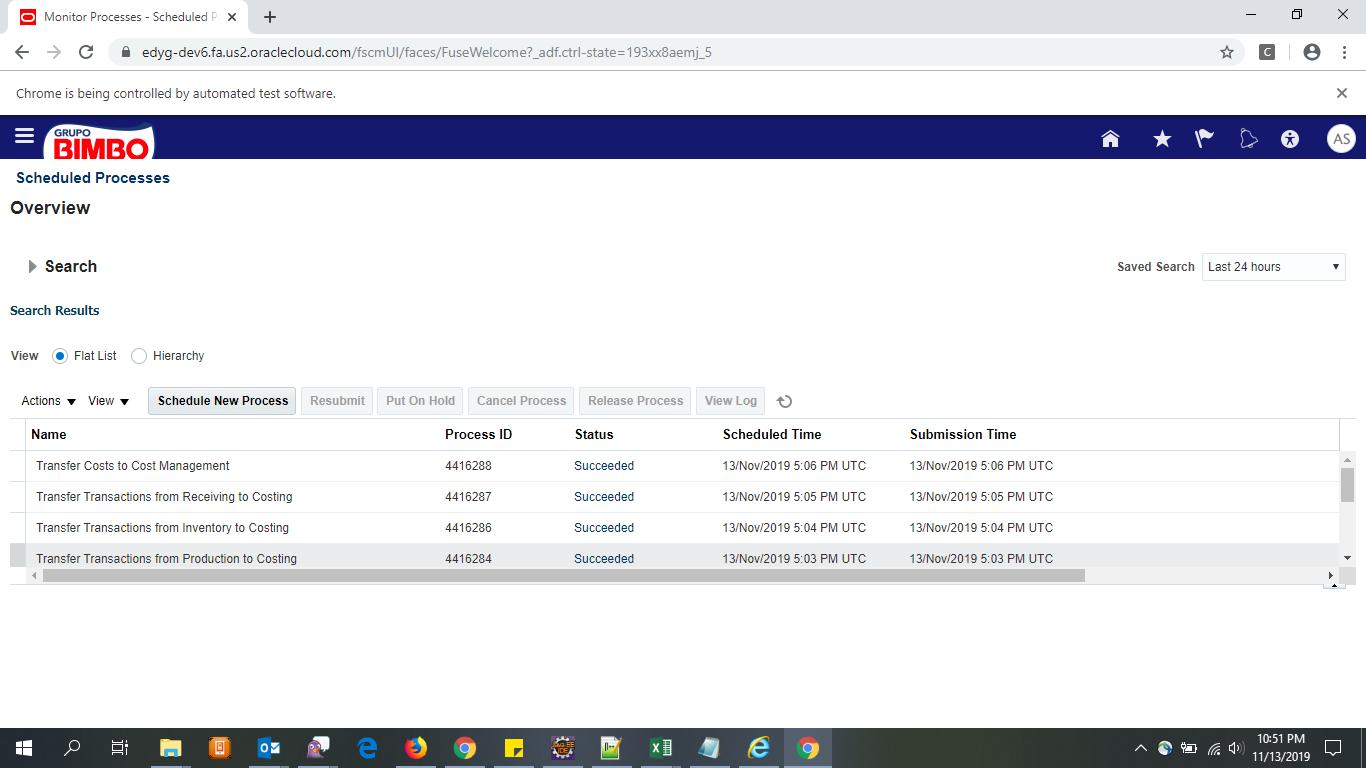 Monitor Processes - Scheduled P
edyg-dev6.fa.us2.oraclecloud.com/fscmUI/faces/FuseWelcome?_adf.ctrl-state=193xx8aemj_5
C
Chrome is being controlled by automated test software.
GRUPO
BIMBO
AS
Scheduled Processes
Overview
Search
Saved Search Last 24 hours
Search Results
View Flat List Hierarchy
Actions View Schedule New Process Resubmit Put On Hold Cancel Process Release Process View Log
Name Process ID Status Scheduled Time Submission Time
Transfer Costs to Cost Management 4416288 Succeeded 13/Nov/2019 5:06 PM UTC 13/Nov/2019 5:06 PM UTC
Transfer Transactions from Receiving to Costing 4416287 Succeeded 13/Nov/2019 5:05 PM UTC 13/Nov/2019 5:05 PM UTC
Transfer Transactions from Inventory to Costing 4416286 Succeeded 13/Nov/2019 5:04 PM UTC 13/Nov/2019 5:04 PM UTC
Transfer Transactions from Production to Costing 4416284 Succeeded 13/Nov/2019 5:03 PM UTC 13/Nov/2019 5:03 PM UTC
10:51 PM
11/13/2019